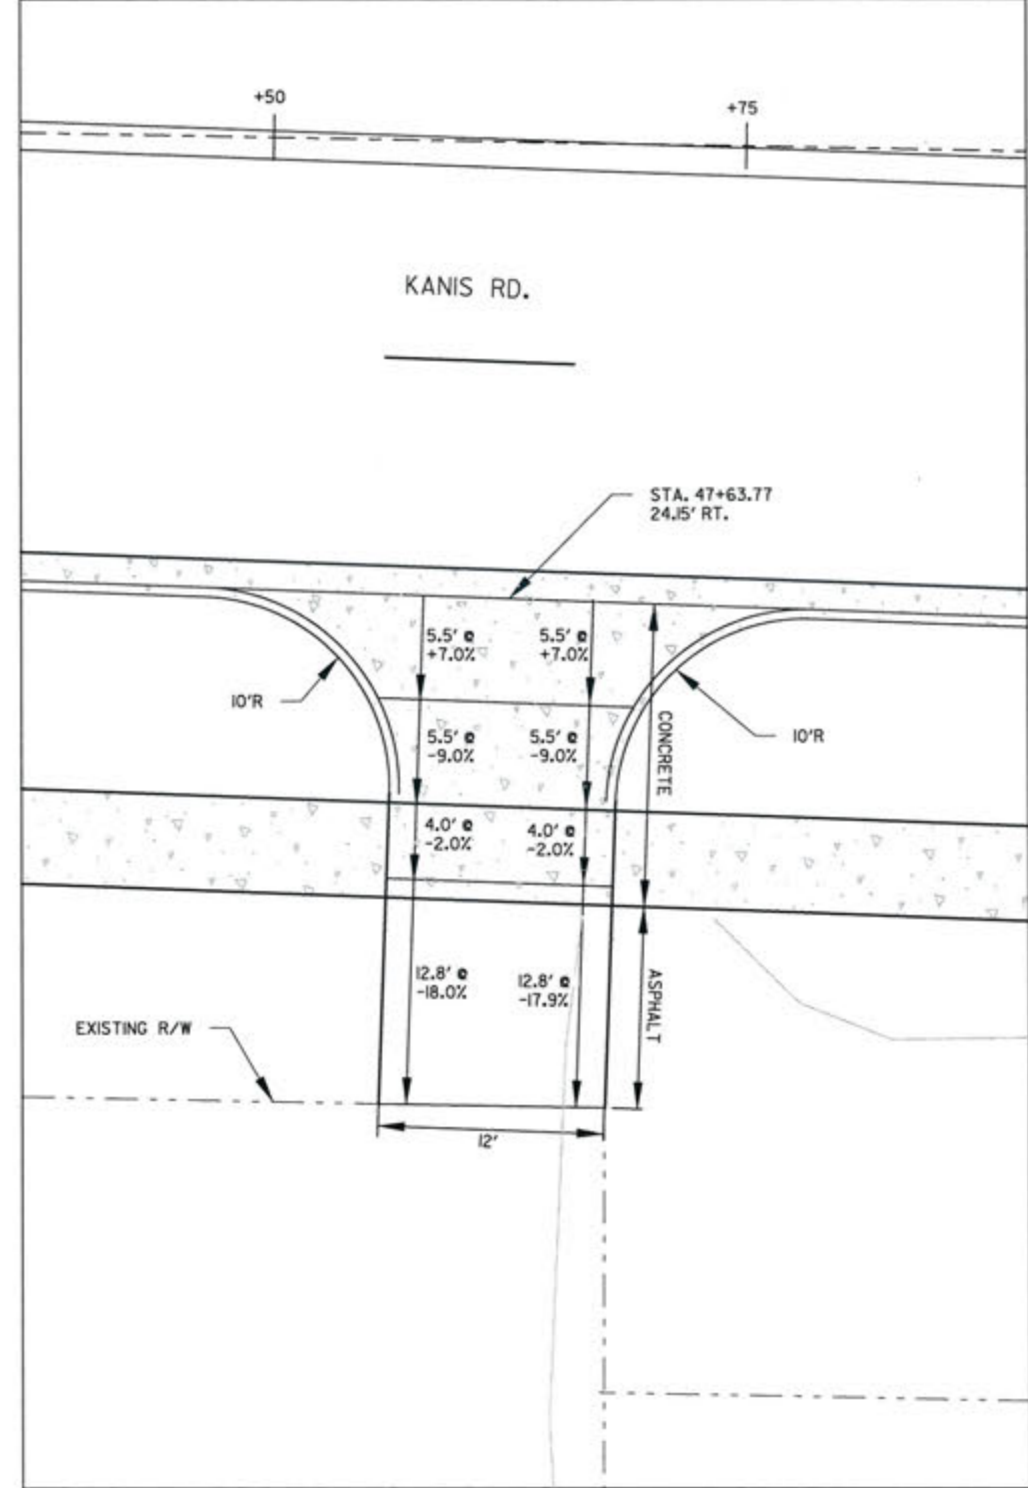 +50
+75
KANIS RD.
STA. 47+63.77
24.15' RT.
5.5' @
+7.0%
5.5' @
+7.0%
10'R
10'R
5.5' @
-9.0%
5.5' @
-9.0%
CONCRETE
4.0' @
-2.0%
4.0' @
-2.0%
12.8' @
-18.0%
12.8' @
-17.9%
ASPHALT
EXISTING R/W
12'